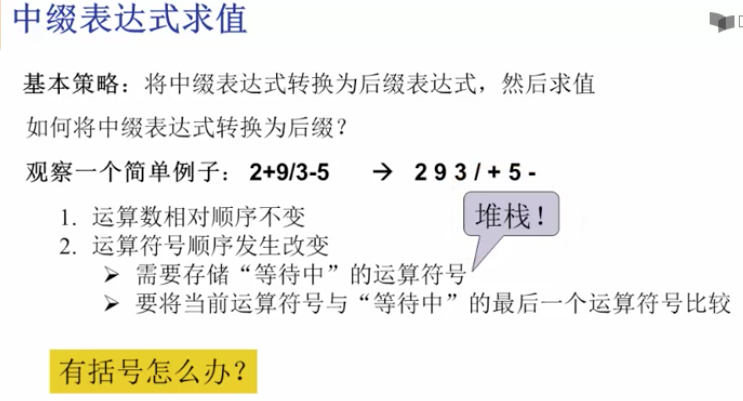 中缀表达式求值
基本策略：将中缀表达式转换为后缀表达式，然后求值
如何将中缀表达式转换为后缀？
观察一个简单例子： 2+9/3-5 → 2 9 3 / + 5 -
堆栈！
1. 运算数相对顺序不变
2. 运算符号顺序发生改变
➢ 需要存储“等待中”的运算符号
➢ 要将当前运算符号与“等待中”的最后一个运算符号比较
有括号怎么办？